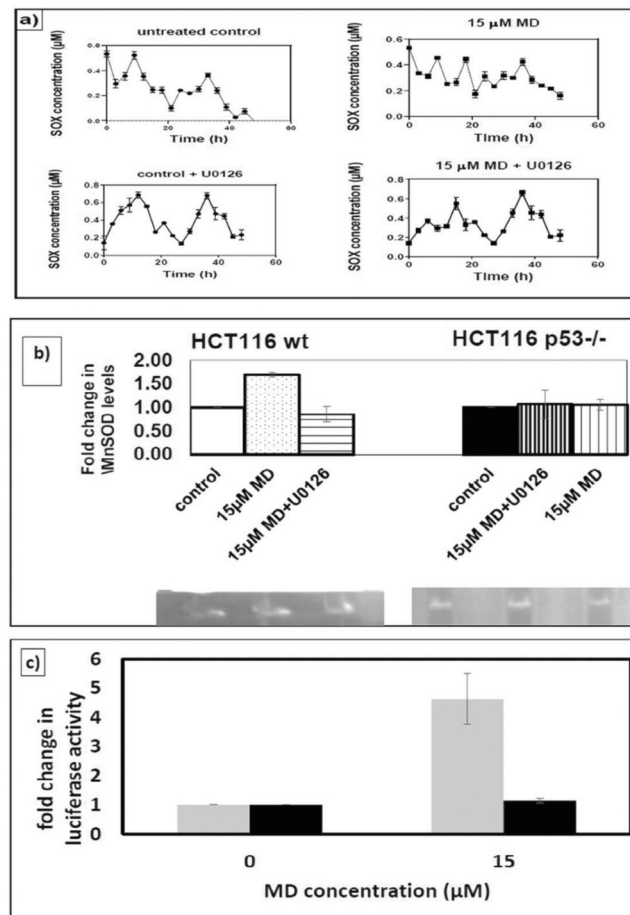 a)
untreated control
SOX concentration (µM)
0.6
0.4
0.2
0.0
0 20 40 60
Time (h)
15 µM MD
SOX concentration (µM)
0.6
0.4
0.2
0.0
0 20 40 60
Time (h)
control + U0126
SOX concentration (µM)
0.8
0.6
0.4
0.2
0.0
0 20 40 60
Time (h)
15 µM MD + U0126
SOX concentration (µM)
0.8
0.6
0.4
0.2
0.0
0 20 40 60
Time (h)
b)
HCT116 wt
HCT116 p53-/-
Fold change in
\MnSOD levels
2.00
1.50
1.00
0.50
0.00
control
15µM MD
15µM MD+U0126
control
15µM MD+U0126
15µM MD
c)
fold change in
luciferase activity
6
5
4
3
2
1
0
0 15
MD concentration (µM)